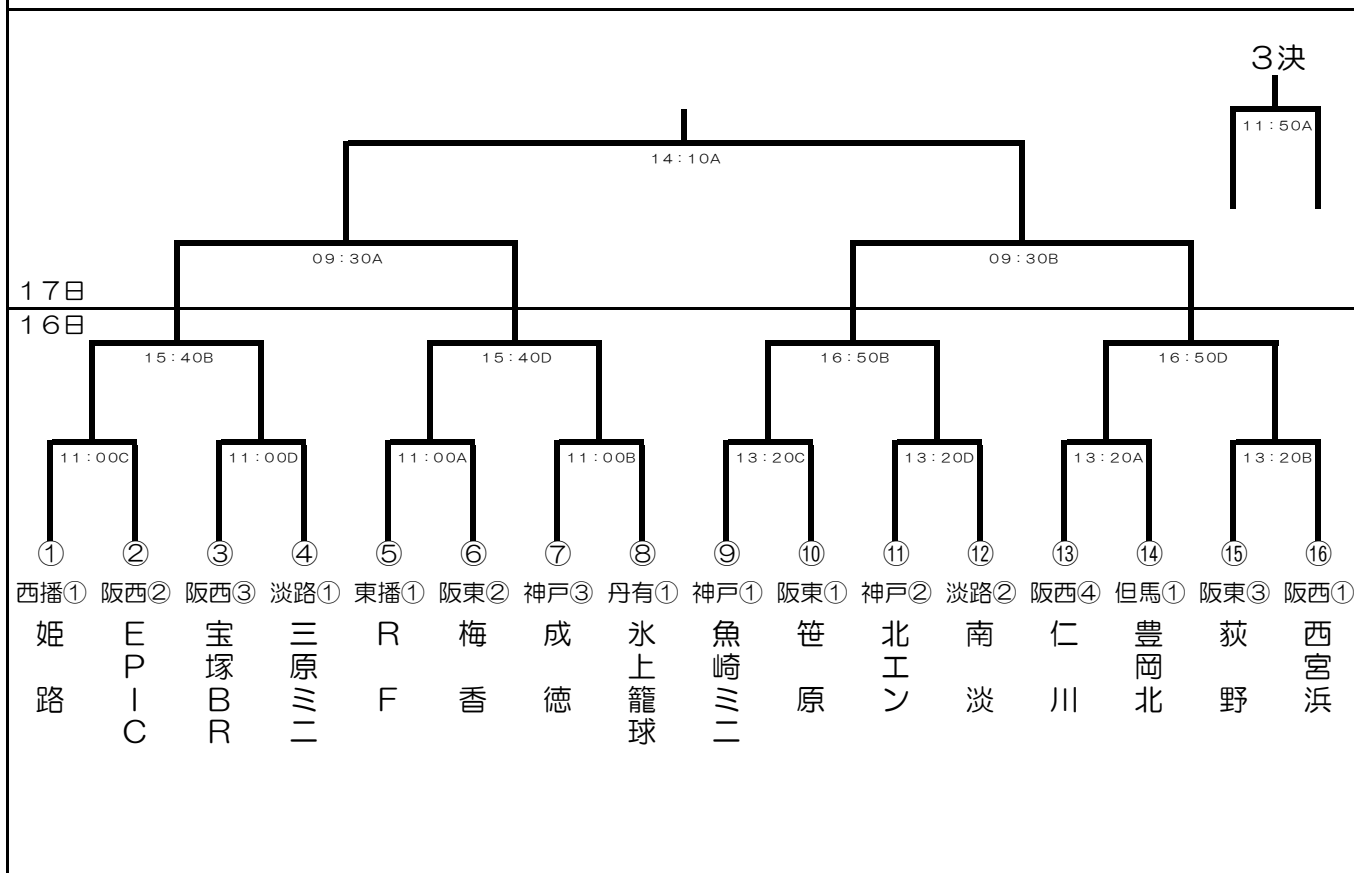 3決
11:50A
14:10A
09:30A
09:30B
17日
16日
15:40B
15:40D
16:50B
16:50D
11:00C
11:00D
11:00A
11:00B
13:20C
13:20D
13:20A
13:20B
① ② ③ ④ ⑤ ⑥ ⑦ ⑧ ⑨ ⑩ ⑪ ⑫ ⑬ ⑭ ⑮ ⑯
西播① 阪西② 阪西③ 淡路① 東播① 阪東② 神戸③ 丹有① 神戸① 阪東① 神戸② 淡路② 阪西④ 但馬① 阪東③ 阪西①
姫路
EPIC
宝塚BR
三原ミニ
RF
梅香
成徳
氷上籠球
魚崎ミニ
笹原
北エン
南淡
仁川
豊岡北
荻野
西宮浜